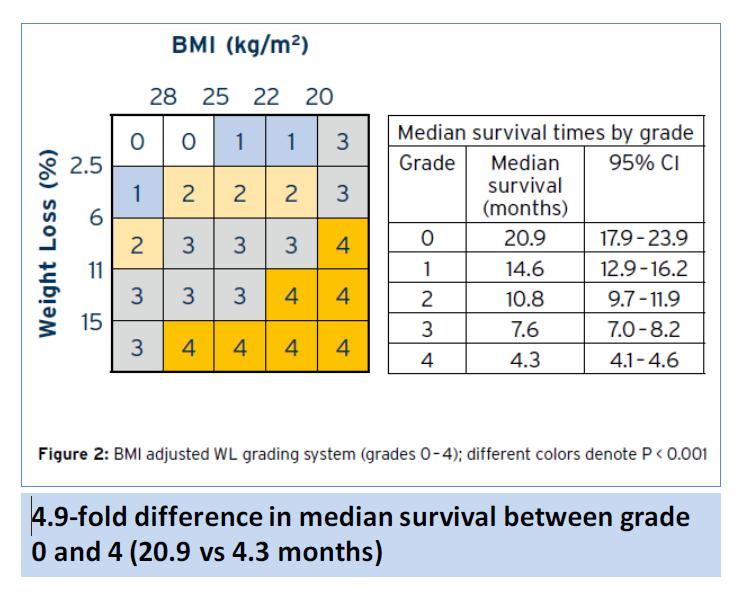 BMI (kg/m²)
28 25 22 20
Weight Loss (%)
0 0 1 1 3
2.5
1 2 2 2 3
6
2 3 3 3 4
11
3 3 3 4 4
15
3 4 4 4 4
Median survival times by grade
Grade Median survival (months) 95% CI
0 20.9 17.9-23.9
1 14.6 12.9-16.2
2 10.8 9.7-11.9
3 7.6 7.0-8.2
4 4.3 4.1-4.6
Figure 2: BMI adjusted WL grading system (grades 0-4); different colors denote P < 0.001
4.9-fold difference in median survival between grade
0 and 4 (20.9 vs 4.3 months)